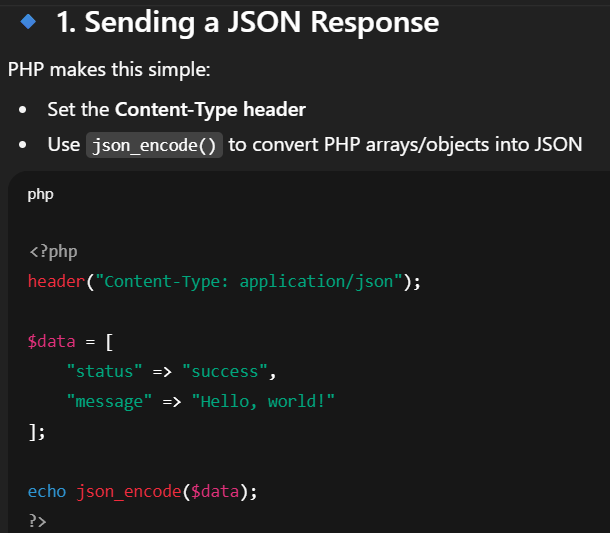 1. Sending a JSON Response
PHP makes this simple:
• Set the Content-Type header
• Use json_encode() to convert PHP arrays/objects into JSON
php
<?php
header("Content-Type: application/json");
$data = [
    "status" => "success",
    "message" => "Hello, world!"
];
echo json_encode($data);
?>